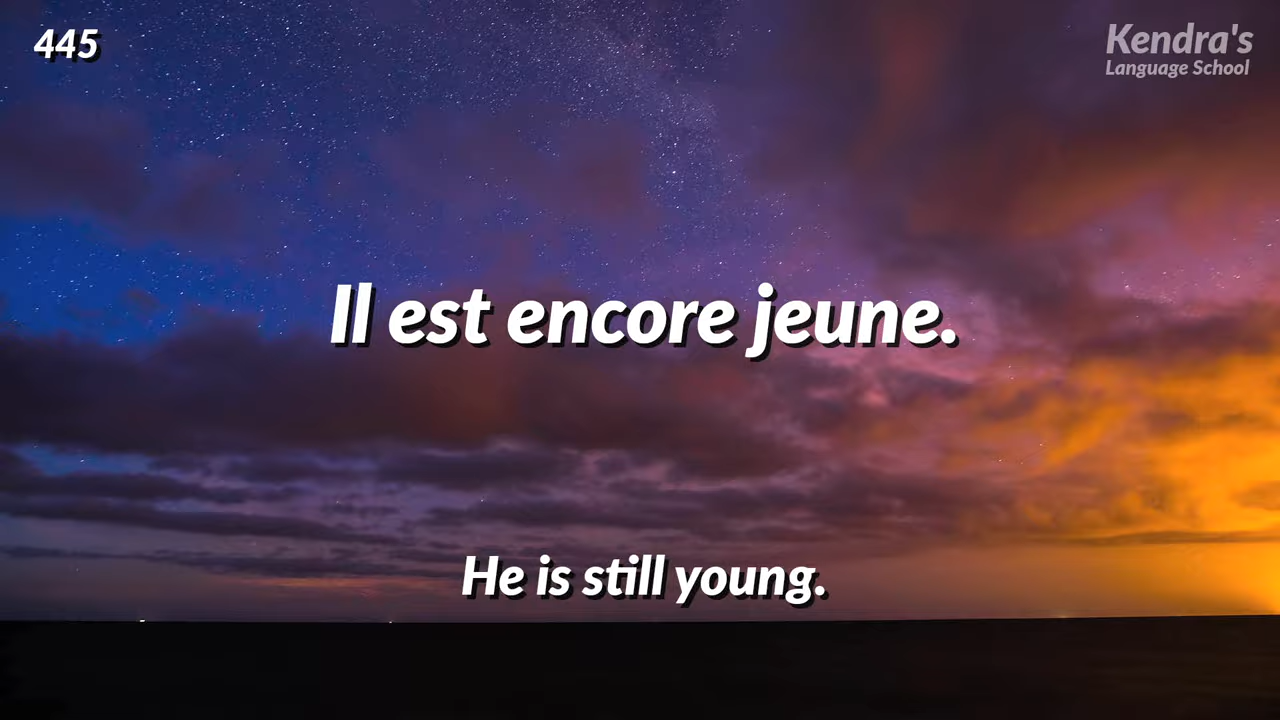 445
Kendra's
Language School
Il est encore jeune.
He is still young.